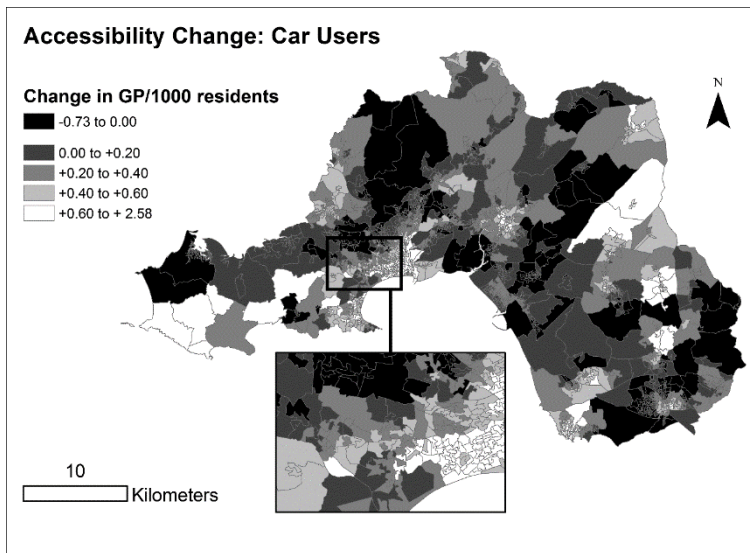 Accessibility Change: Car Users
Change in GP/1000 residents
-0.73 to 0.00
0.00 to +0.20
+0.20 to +0.40
+0.40 to +0.60
+0.60 to + 2.58
N
10
Kilometers